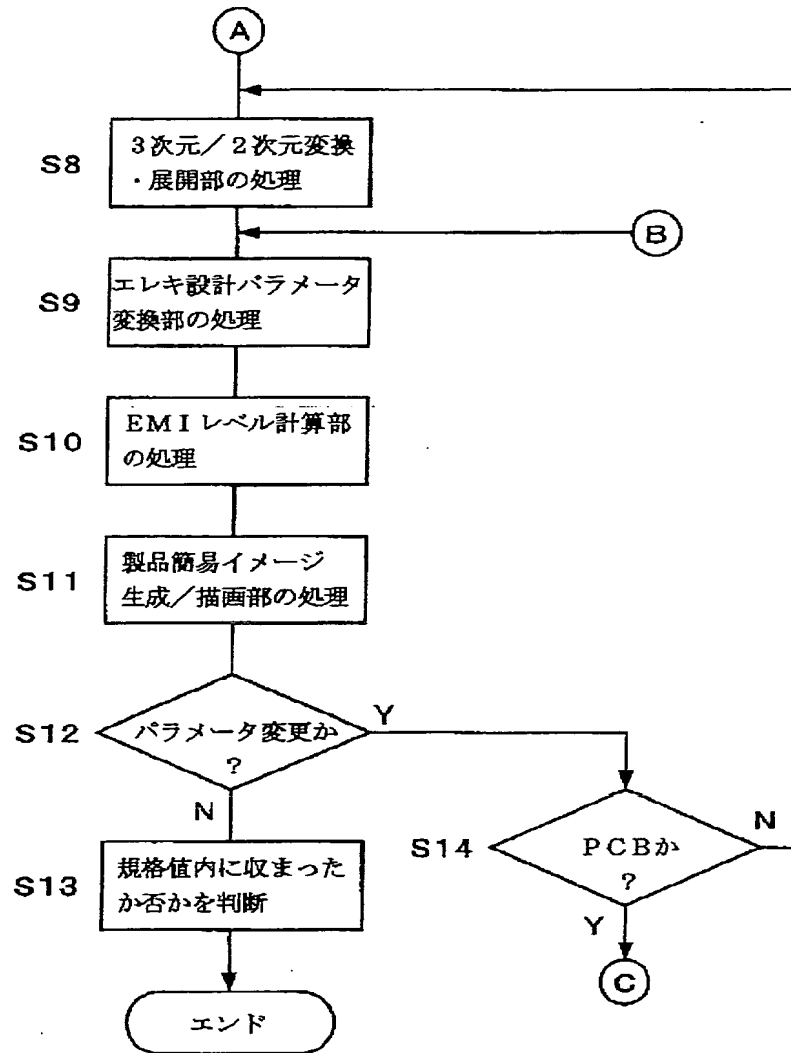 A
S8
３次元／２次元変換
・展開部の処理
B
S9
エレキ設計パラメータ
変換部の処理
S10
ＥＭＩレベル計算部
の処理
S11
製品簡易イメージ
生成／描画部の処理
S12
パラメータ変更か
？
Y
N
S14
ＰＣＢか
？
N
Y
S13
規格値内に収まった
か否かを判断
C
エンド